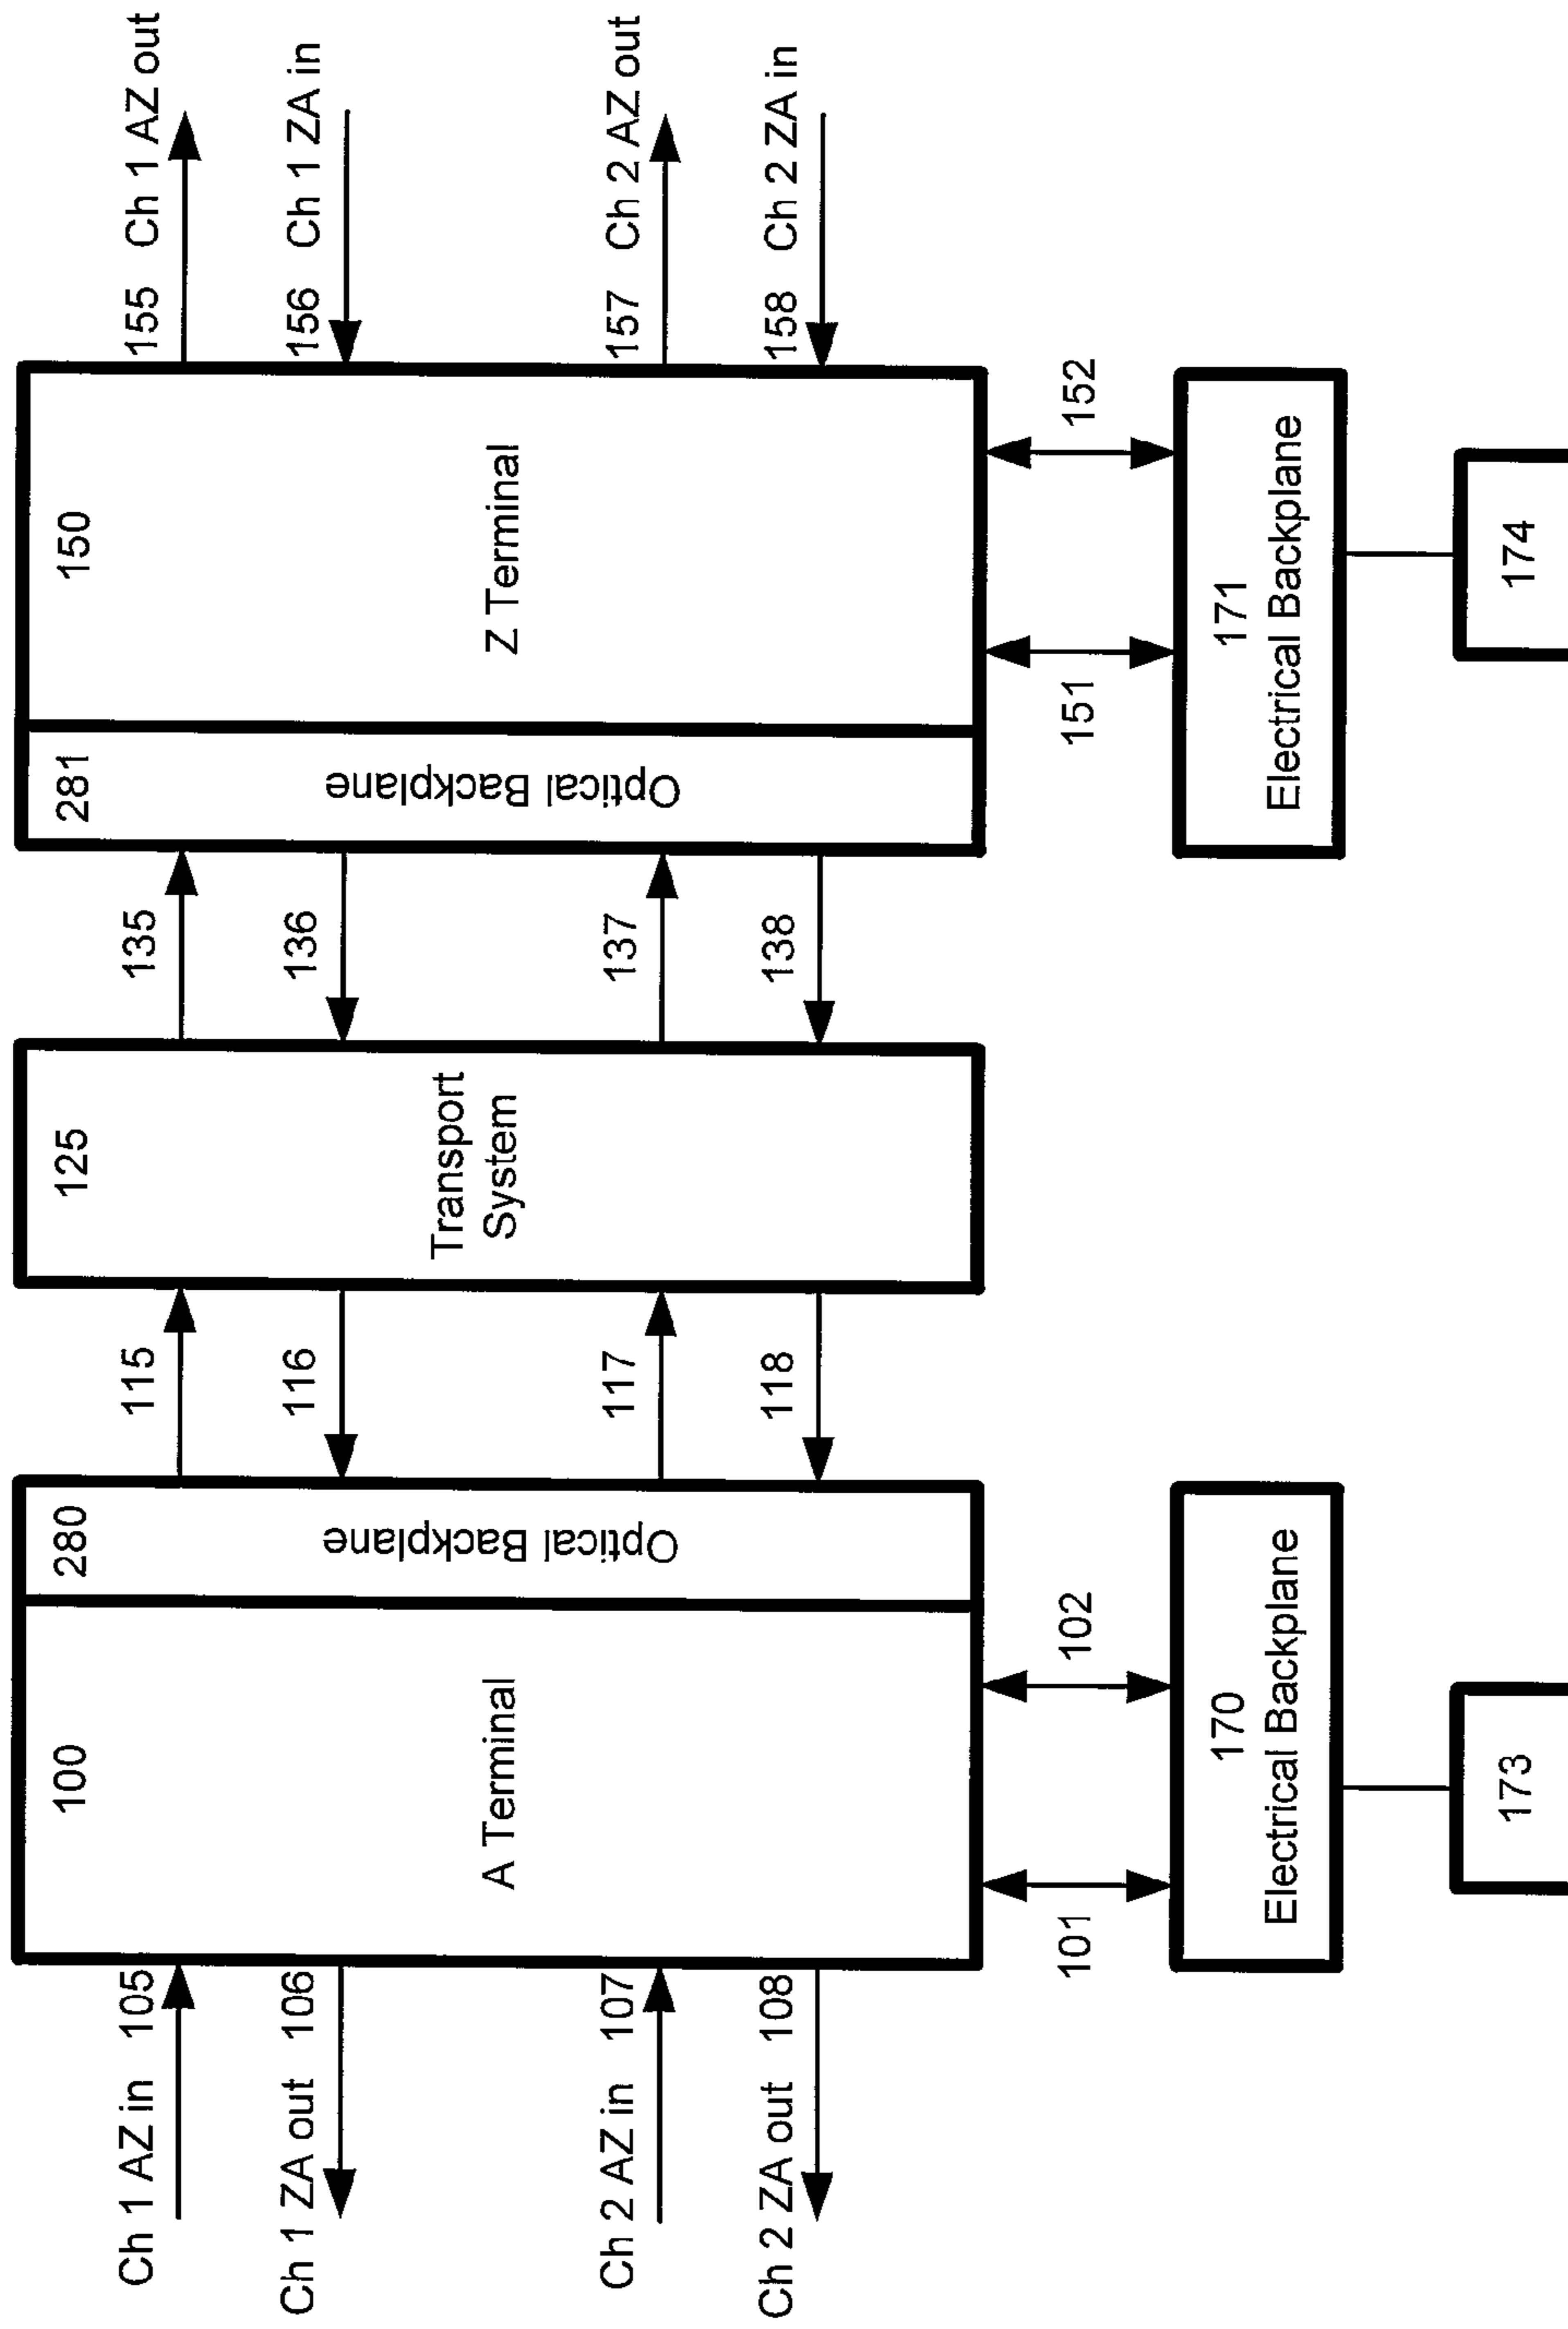 100
280
125
281
150
Ch 1 AZ in 105
115
135
155 Ch 1 AZ out
Ch 1 ZA out 106
116
136
156 Ch 1 ZA in
A Terminal
Optical Backplane
Transport
System
Optical Backplane
Z Terminal
Ch 2 AZ in 107
117
137
157 Ch 2 AZ out
Ch 2 ZA out 108
118
138
158 Ch 2 ZA in
101
102
151
152
170
Electrical Backplane
171
Electrical Backplane
173
174